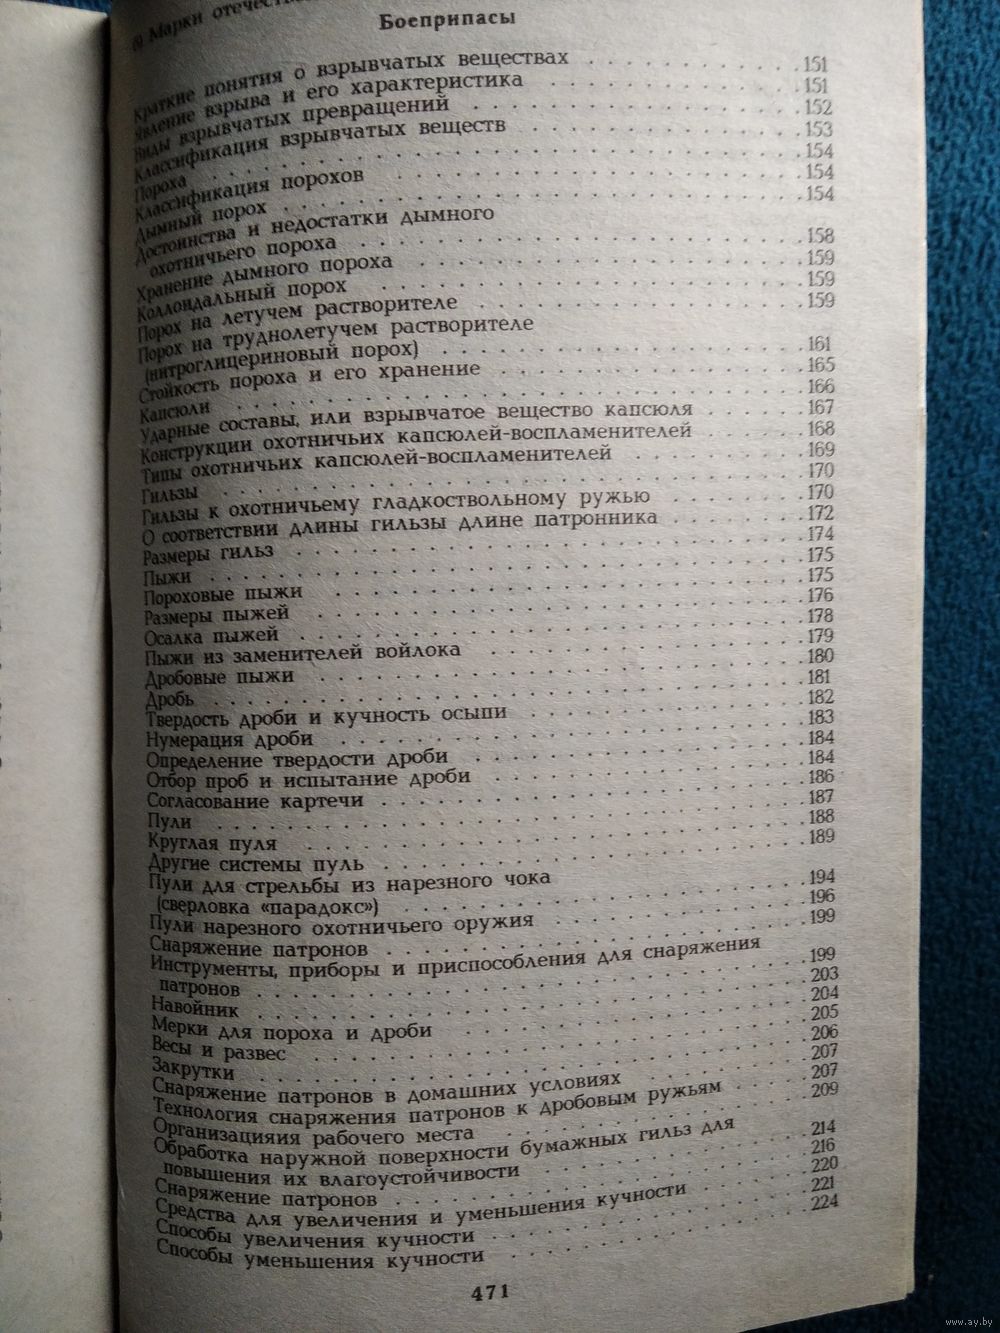 Марки
Боеприпасы
Краткие понятия о взрывчатых веществах . . . . . . . . . . 151
Явление взрыва и его характеристика . . . . . . . . . . 151
Виды взрывчатых превращений . . . . . . . . . . 152
Классификация взрывчатых веществ . . . . . . . . . . 153
Пороха . . . . . . . . . . 154
Классификация порохов . . . . . . . . . . 154
Дымный порох . . . . . . . . . . 154
Достоинства и недостатки дымного
охотничьего пороха . . . . . . . . . . 158
Хранение дымного пороха . . . . . . . . . . 159
Коллоидальный порох . . . . . . . . . . 159
Порох на летучем растворителе . . . . . . . . . . 159
Порох на труднолетучем растворителе
(нитроглицериновый порох) . . . . . . . . . . 161
Стойкость пороха и его хранение . . . . . . . . . . 165
Капсюли . . . . . . . . . . 166
Ударные составы, или взрывчатое вещество капсюля . . . . . . 167
Конструкции охотничьих капсюлей-воспламенителей . . . . . 168
Типы охотничьих капсюлей-воспламенителей . . . . . . . . 169
Гильзы . . . . . . . . . . 170
Гильзы к охотничьему гладкоствольному ружью . . . . . . . 170
О соответствии длины гильзы длине патронника . . . . . . . 172
Размеры гильз . . . . . . . . . . 174
Пыжи . . . . . . . . . . 175
Пороховые пыжи . . . . . . . . . . 175
Размеры пыжей . . . . . . . . . . 176
Осалка пыжей . . . . . . . . . . 178
Пыжи из заменителей войлока . . . . . . . . . . 179
Дробовые пыжи . . . . . . . . . . 180
Дробь . . . . . . . . . . 181
Твердость дроби и кучность осыпи . . . . . . . . . . 182
Нумерация дроби . . . . . . . . . . 183
Определение твердости дроби . . . . . . . . . . 184
Отбор проб и испытание дроби . . . . . . . . . . 184
Согласование картечи . . . . . . . . . . 186
Пули . . . . . . . . . . 187
Круглая пуля . . . . . . . . . . 188
Другие системы пуль . . . . . . . . . . 189
Пули для стрельбы из нарезного чока
(сверловка «парадокс») . . . . . . . . . . 194
Пули нарезного охотничьего оружия . . . . . . . . . . 196
Снаряжение патронов . . . . . . . . . . 199
Инструменты, приборы и приспособления для снаряжения
патронов . . . . . . . . . . 199
Навойник . . . . . . . . . . 203
Мерки для пороха и дроби . . . . . . . . . . 204
Весы и развес . . . . . . . . . . 205
Закрутки . . . . . . . . . . 206
Снаряжение патронов в домашних условиях . . . . . . . . 207
Технология снаряжения патронов к дробовым ружьям . . . . . 207
Организацияия рабочего места . . . . . . . . . . 209
Обработка наружной поверхности бумажных гильз для
повышения их влагоустойчивости . . . . . . . . . . 214
Снаряжение патронов . . . . . . . . . . 216
Средства для увеличения и уменьшения кучности . . . . . . 220
Способы увеличения кучности . . . . . . . . . . 221
Способы уменьшения кучности . . . . . . . . . . 224
471
www.ay.by